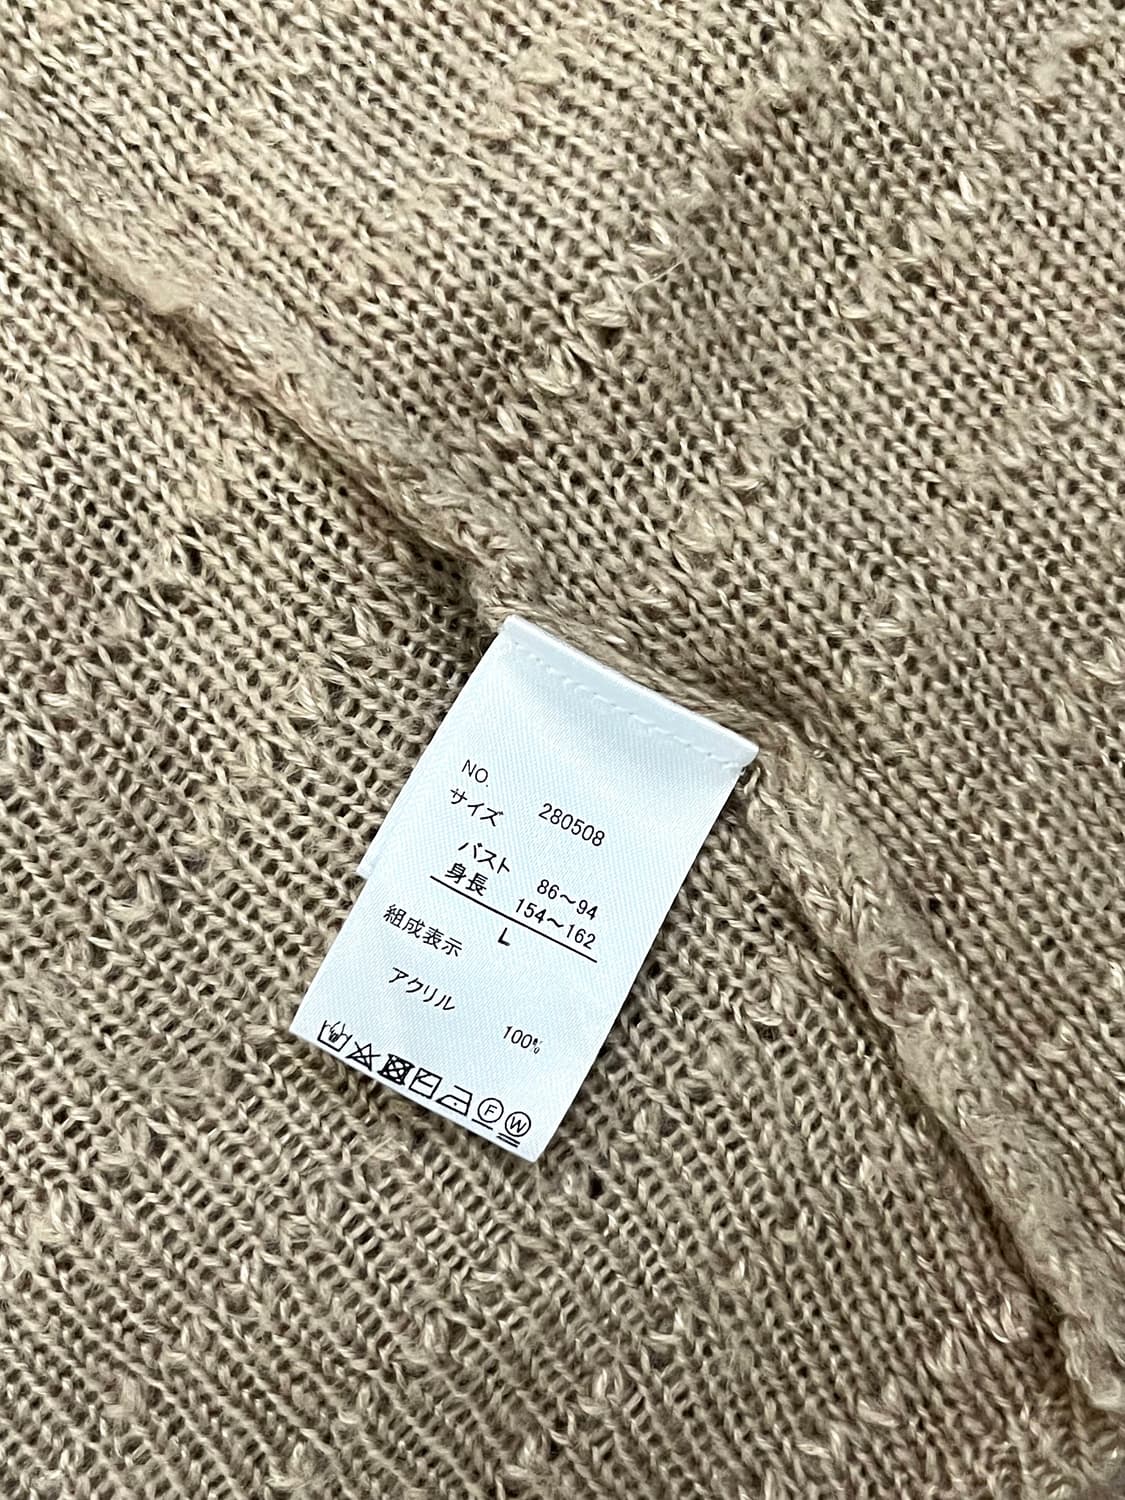 NO. 280508
サイズ
バスト 86～94
身長 154～162
L
組成表示
アクリル 100%
F W